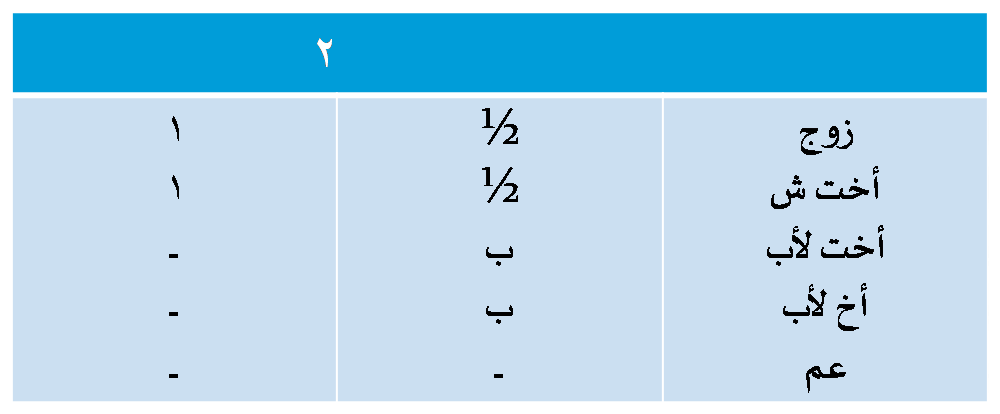 ٢
زوج ½ ١
أخت ش ½ ١
أخت لأب ب -
أخ لأب ب -
عم - -